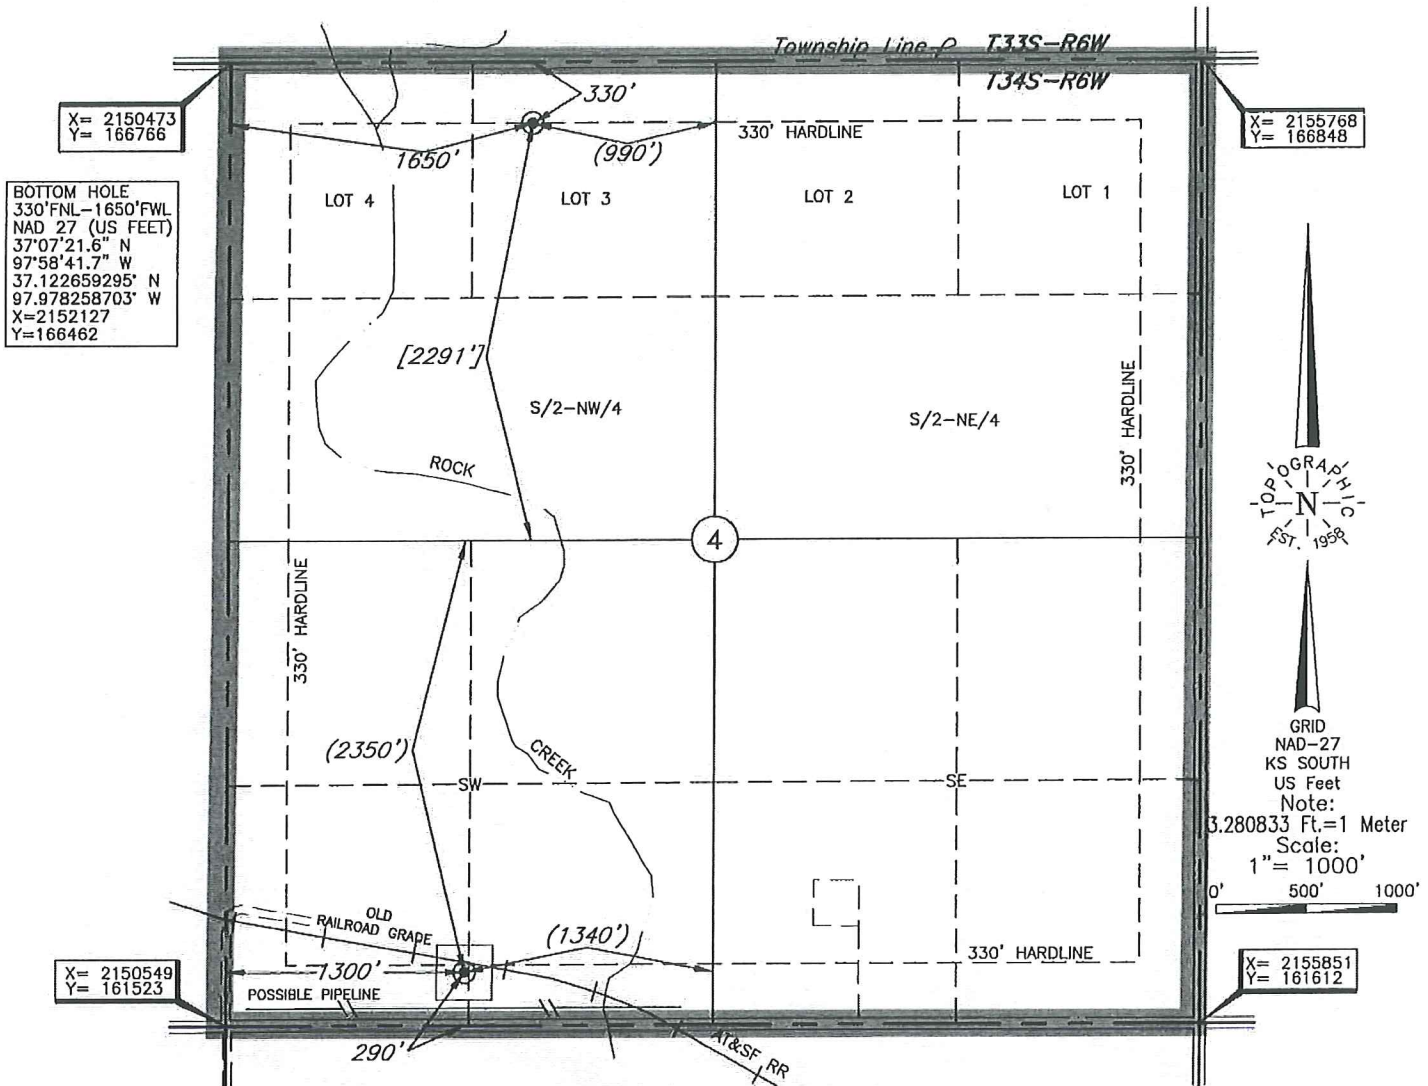 Township Line
T33S-R6W
T34S-R6W
X= 2150473
Y= 166766
X= 2155768
Y= 166848
330'
330' HARDLINE
1650'
(990')
BOTTOM HOLE
330'FNL-1650'FWL
NAD 27 (US FEET)
37°07'21.6" N
97°58'41.7" W
37.122659295° N
97.978258703° W
X=2152127
Y=166462
LOT 4
LOT 3
LOT 2
LOT 1
[2291']
S/2-NW/4
S/2-NE/4
330' HARDLINE
ROCK
TOPOGRAPHIC
N
EST. 1958
4
330' HARDLINE
(2350')
CREEK
SW
SE
GRID
NAD-27
KS SOUTH
US Feet
Note:
3.280833 Ft.=1 Meter
Scale:
1"= 1000'
0' 500' 1000'
OLD
RAILROAD GRADE
(1340')
330' HARDLINE
1300'
POSSIBLE PIPELINE
X= 2150549
Y= 161523
X= 2155851
Y= 161612
290'
AT&SF RR